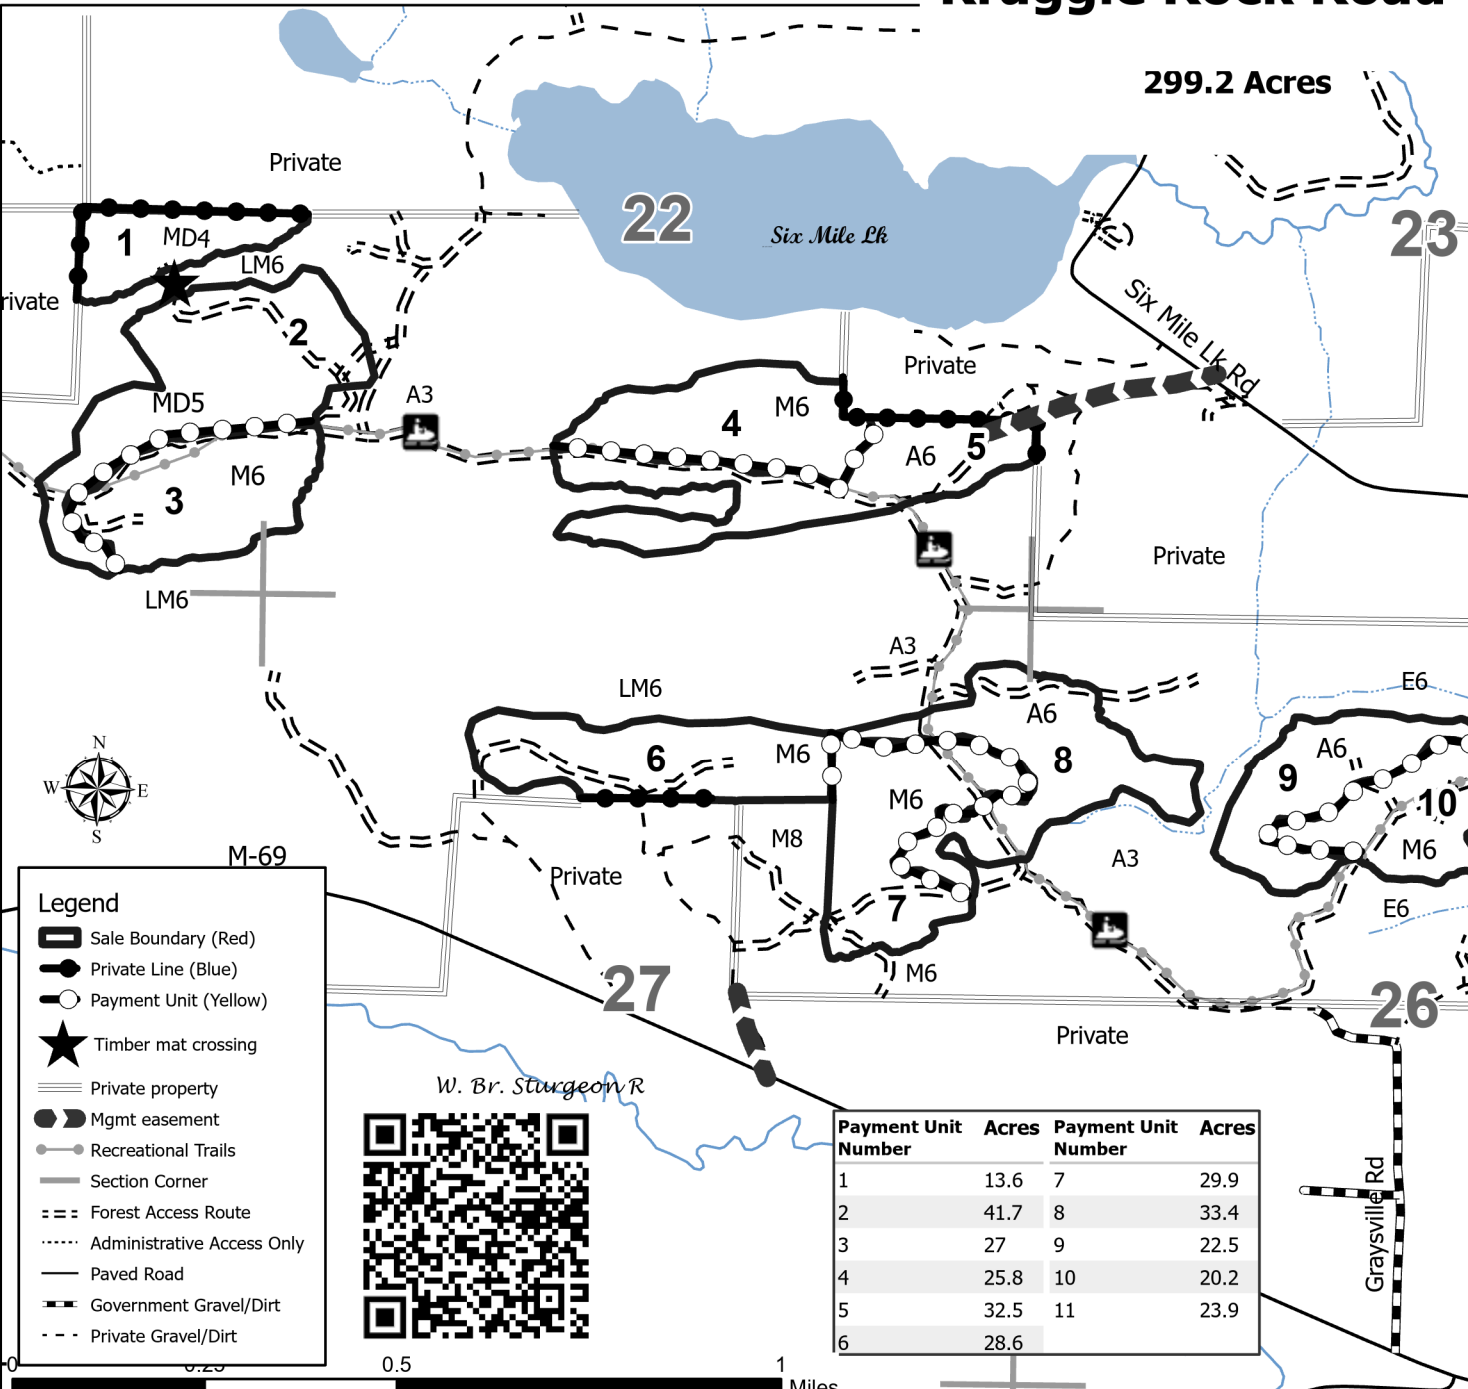 299.2 Acres
Private
22
Six Mile Lk
23
1
MD4
LM6
rivate
2
Six Mile Lk Rd
Private
A3
MD5
4
M6
5
A6
M6
3
Private
LM6
A3
LM6
E6
A6
A6
N
W
E
S
6
M6
8
9
M6
10
M8
M6
M-69
Private
A3
7
E6
M6
27
26
Private
Legend
Sale Boundary (Red)
Private Line (Blue)
Payment Unit (Yellow)
Timber mat crossing
Private property
Mgmt easement
Recreational Trails
Section Corner
Forest Access Route
Administrative Access Only
Paved Road
Government Gravel/Dirt
Private Gravel/Dirt
W. Br. Sturgeon R
Payment Unit Number Acres Payment Unit Number Acres
1 13.6 7 29.9
2 41.7 8 33.4
3 27 9 22.5
4 25.8 10 20.2
5 32.5 11 23.9
6 28.6
Graysville Rd
0 0.25 0.5 1
Miles